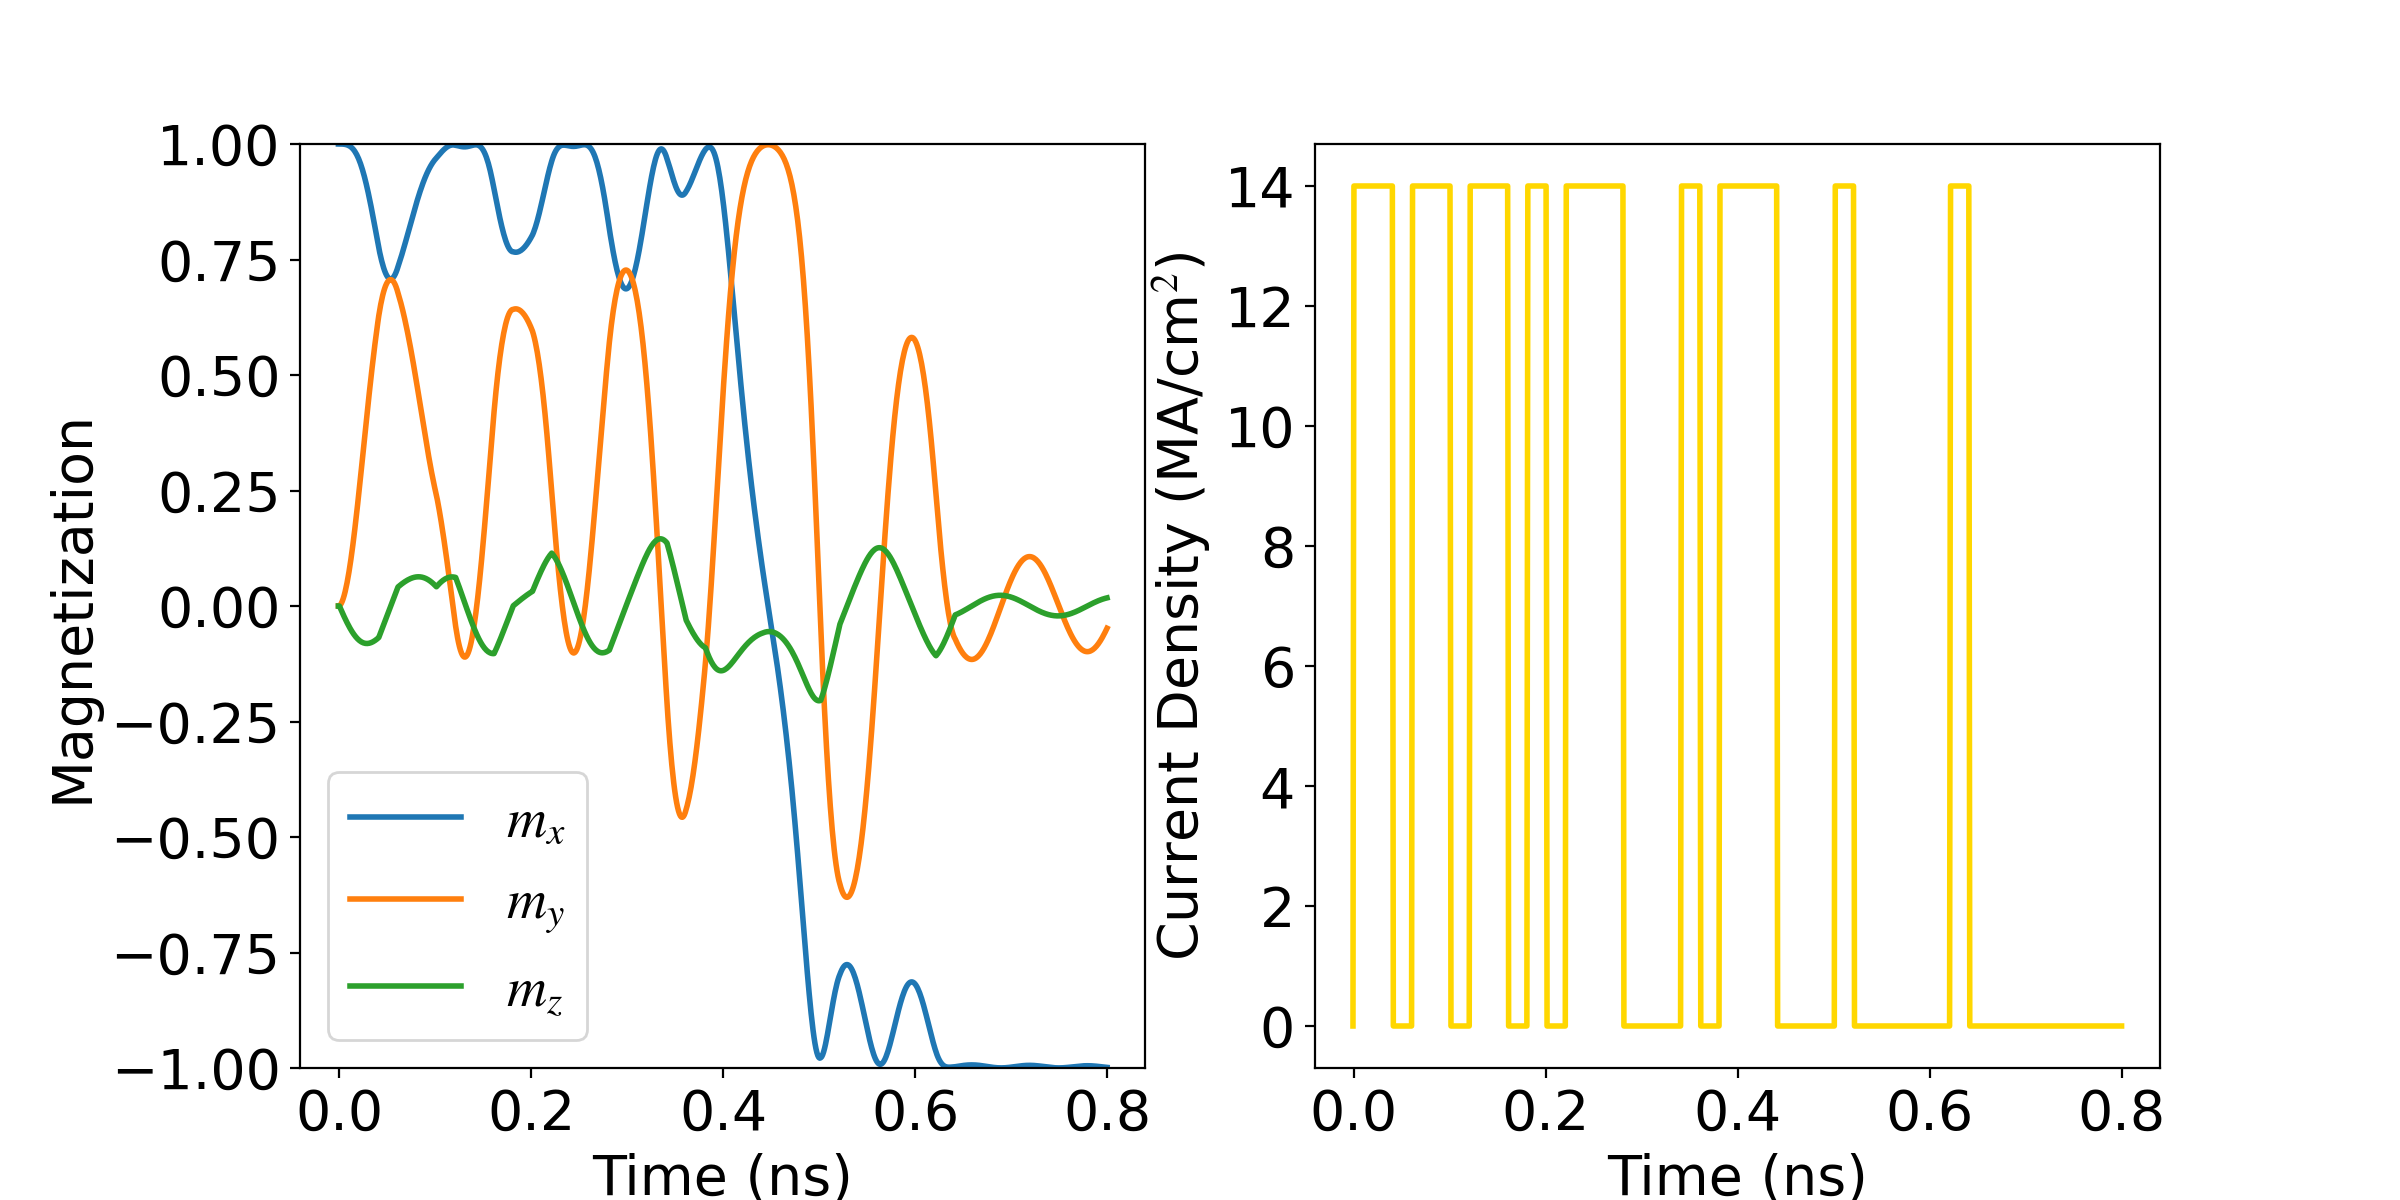 Magnetization
1.00
0.75
0.50
0.25
0.00
−0.25
−0.50
−0.75
−1.00
m_x
m_y
m_z
0.0 0.2 0.4 0.6 0.8
Time (ns)
Current Density (MA/cm²)
14
12
10
8
6
4
2
0
0.0 0.2 0.4 0.6 0.8
Time (ns)